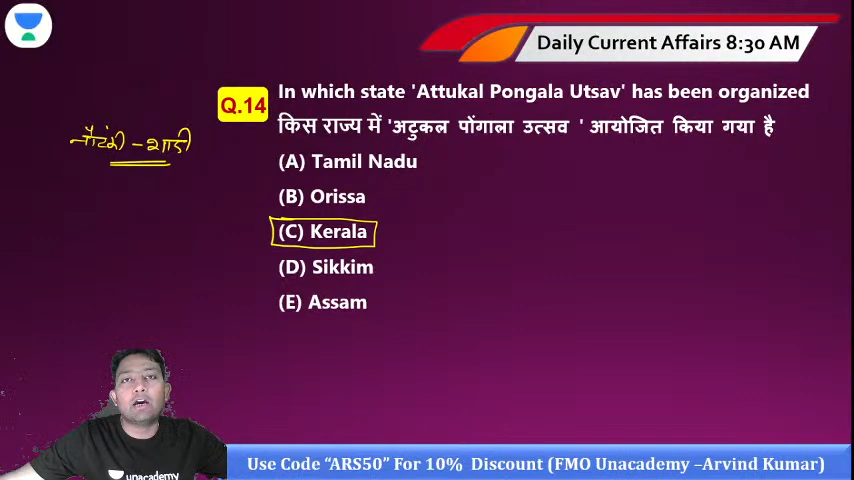 Daily Current Affairs 8:30 AM
Q.14
In which state 'Attukal Pongala Utsav' has been organized
किस राज्य में 'अटुकल पोंगाला उत्सव ' आयोजित किया गया है
(A) Tamil Nadu
(B) Orissa
(C) Kerala
(D) Sikkim
(E) Assam
unacademy
Use Code “ARS50” For 10% Discount (FMO Unacademy –Arvind Kumar)